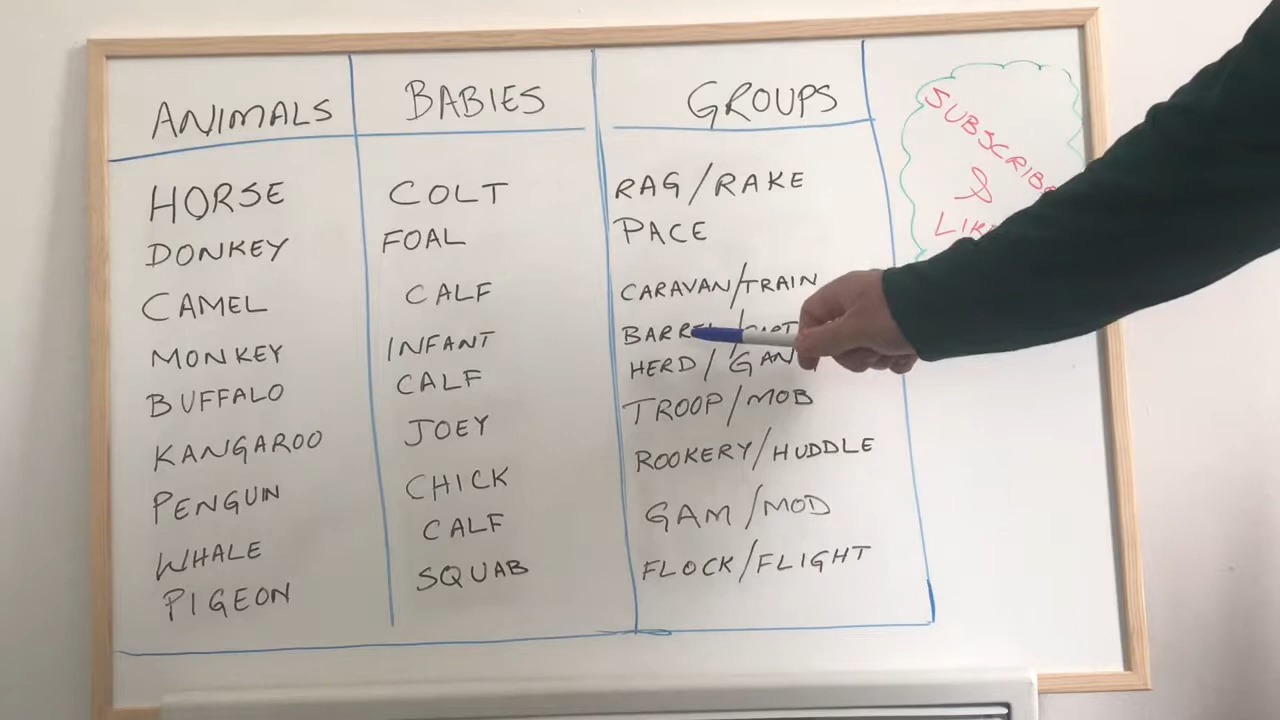 ANIMALS BABIES GROUPS
HORSE COLT RAG/RAKE
DONKEY FOAL PACE
CAMEL CALF CARAVAN/TRAIN
MONKEY INFANT
BUFFALO CALF HERD/
KANGAROO JOEY TROOP/MOB
PENGUIN CHICK ROOKERY/HUDDLE
WHALE CALF GAM/MOD
PIGEON SQUAB FLOCK/FLIGHT
SUBSCRIBE
&